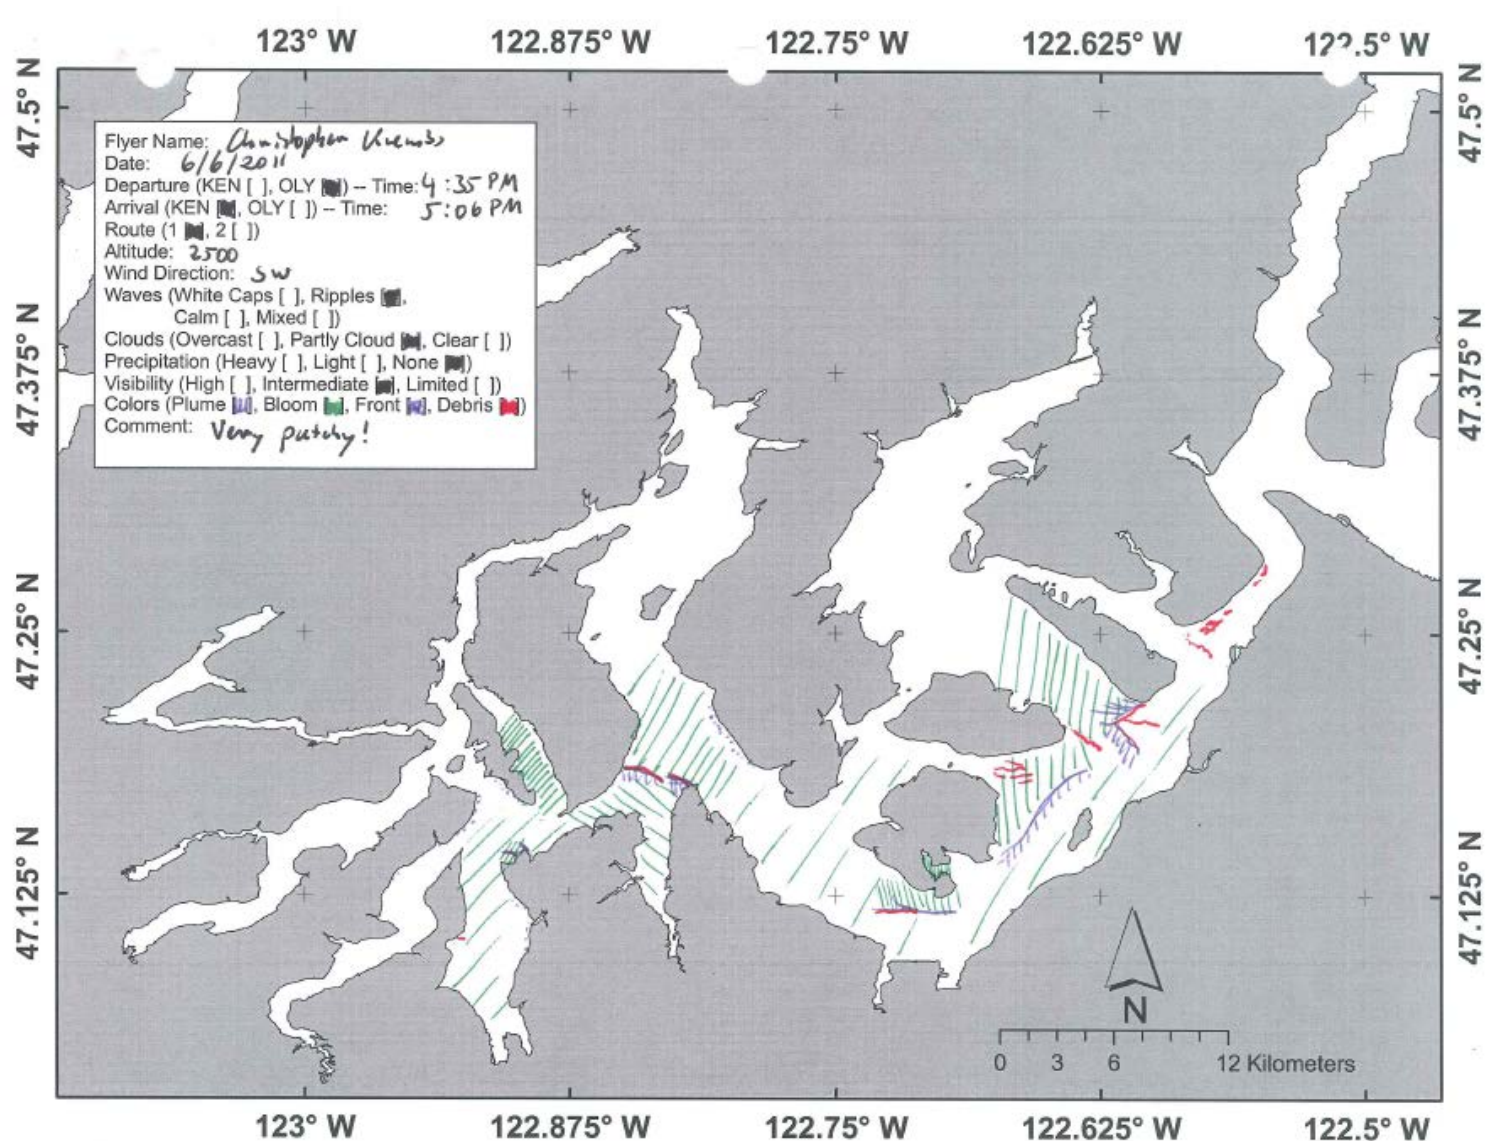 123° W 122.875° W 122.75° W 122.625° W 122.5° W
47.5° N 47.5° N
Flyer Name: Christopher Krembs
Date: 6/6/2011
Departure (KEN [ ], OLY [■]) -- Time: 4:35 PM
Arrival (KEN [■], OLY [ ]) -- Time: 5:06 PM
Route (1 [■], 2 [ ])
Altitude: 2500
Wind Direction: SW
Waves (White Caps [ ], Ripples [■],
Calm [ ], Mixed [ ])
Clouds (Overcast [ ], Partly Cloud [■], Clear [ ])
Precipitation (Heavy [ ], Light [ ], None [■])
Visibility (High [ ], Intermediate [■], Limited [ ])
Colors (Plume [■], Bloom [■], Front [■], Debris [■])
Comment: Very patchy!
47.375° N 47.375° N
47.25° N 47.25° N
47.125° N 47.125° N
N
0 3 6 12 Kilometers
123° W 122.875° W 122.75° W 122.625° W 122.5° W